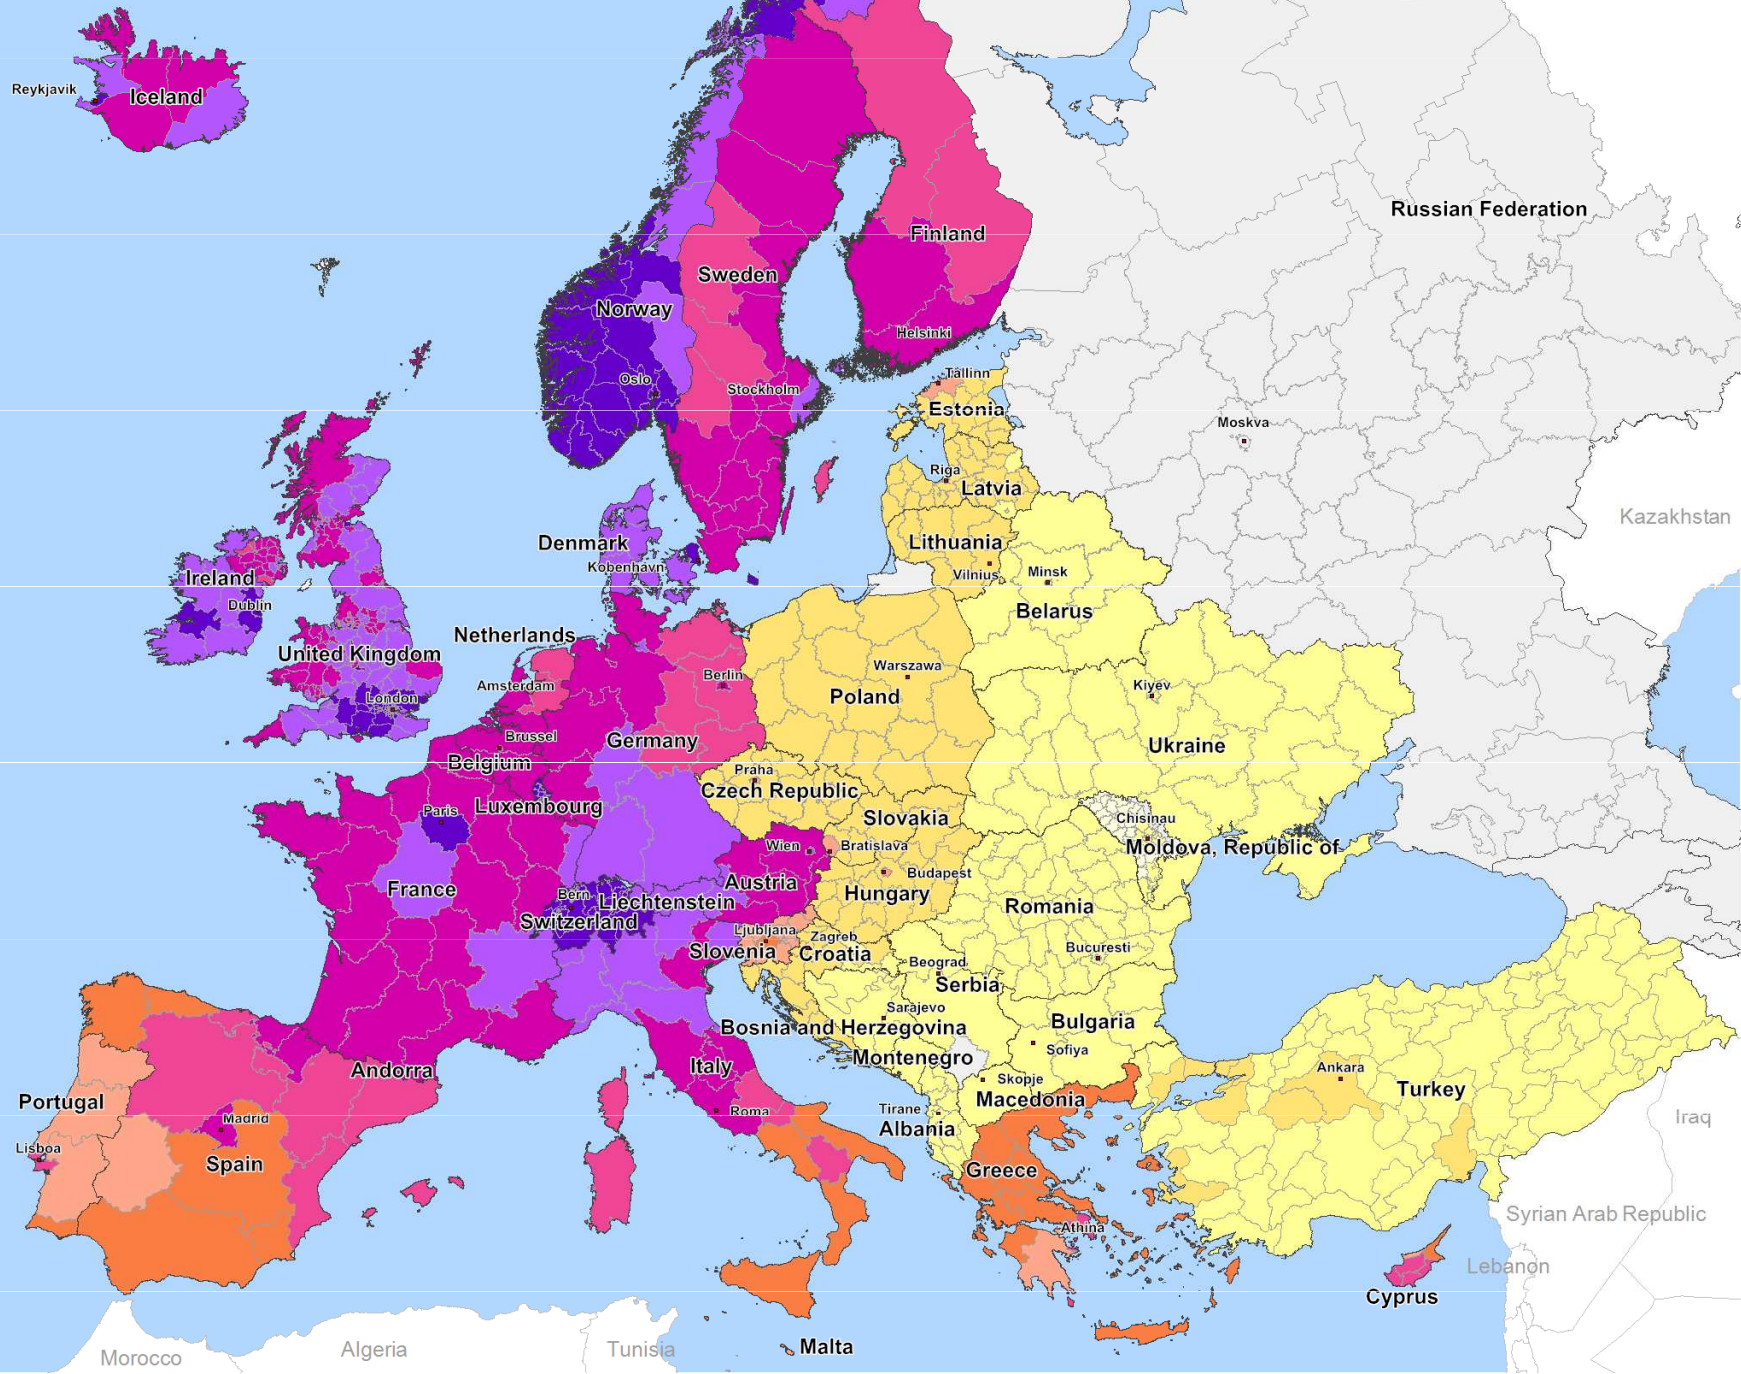 Reykjavik
Iceland
Russian Federation
Finland
Sweden
Norway
Helsinki
Tallinn
Oslo
Stockholm
Estonia
Moskva
Riga
Latvia
Kazakhstan
Denmark
Lithuania
Kobenhavn
Vilnius
Minsk
Ireland
Dublin
Belarus
Netherlands
United Kingdom
Warszawa
Berlin
Amsterdam
Kiyev
London
Poland
Brussel
Germany
Ukraine
Belgium
Praha
Czech Republic
Luxembourg
Paris
Slovakia
Chisinau
Wien
Bratislava
Moldova, Republic of
Budapest
Austria
France
Bern
Hungary
Liechtenstein
Romania
Switzerland
Ljubljana
Zagreb
Slovenia
Croatia
Bucuresti
Beograd
Serbia
Sarajevo
Bosnia and Herzegovina
Bulgaria
Sofiya
Montenegro
Andorra
Italy
Ankara
Skopje
Turkey
Portugal
Macedonia
Madrid
Roma
Tirane
Iraq
Albania
Lisboa
Spain
Greece
Athina
Syrian Arab Republic
Lebanon
Cyprus
Malta
Morocco
Algeria
Tunisia